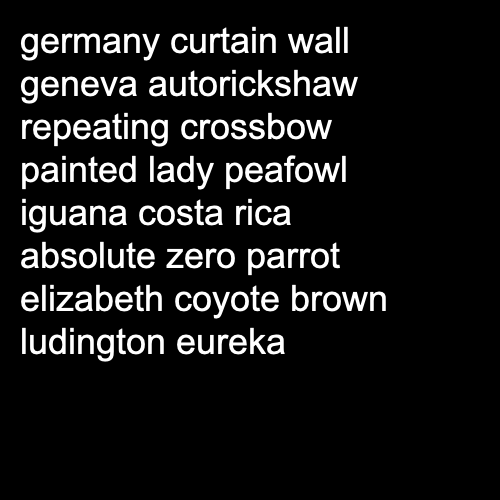 germany curtain wall
geneva autorickshaw
repeating crossbow
painted lady peafowl
iguana costa rica
absolute zero parrot
elizabeth coyote brown
ludington eureka